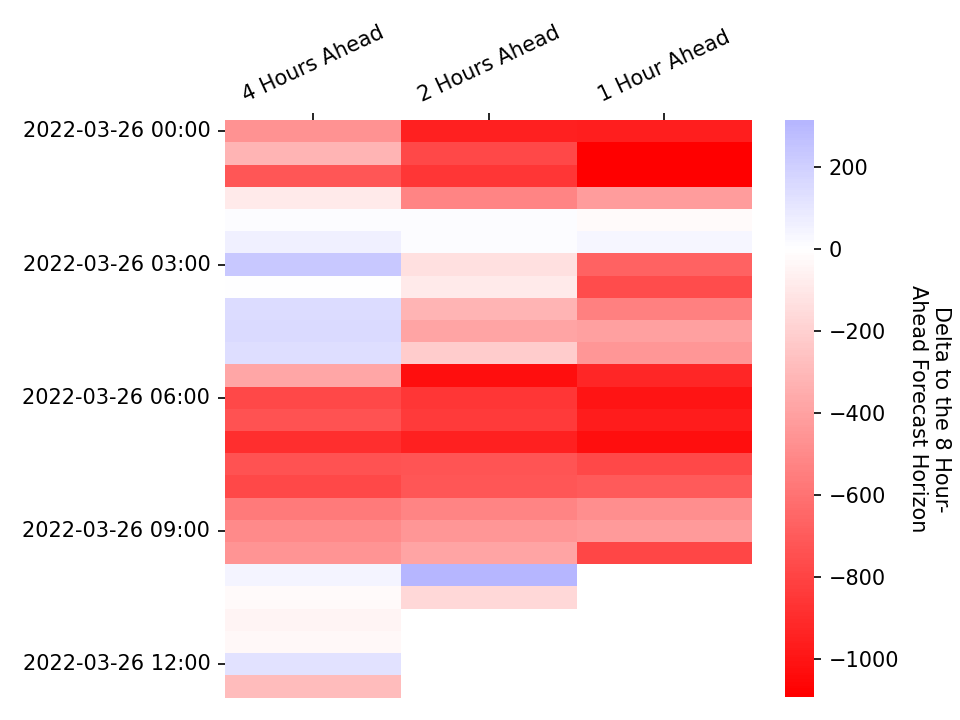 4 Hours Ahead
2 Hours Ahead
1 Hour Ahead
2022-03-26 00:00
2022-03-26 03:00
2022-03-26 06:00
2022-03-26 09:00
2022-03-26 12:00
200
0
−200
−400
−600
−800
−1000
Delta to the 8 Hour-
Ahead Forecast Horizon